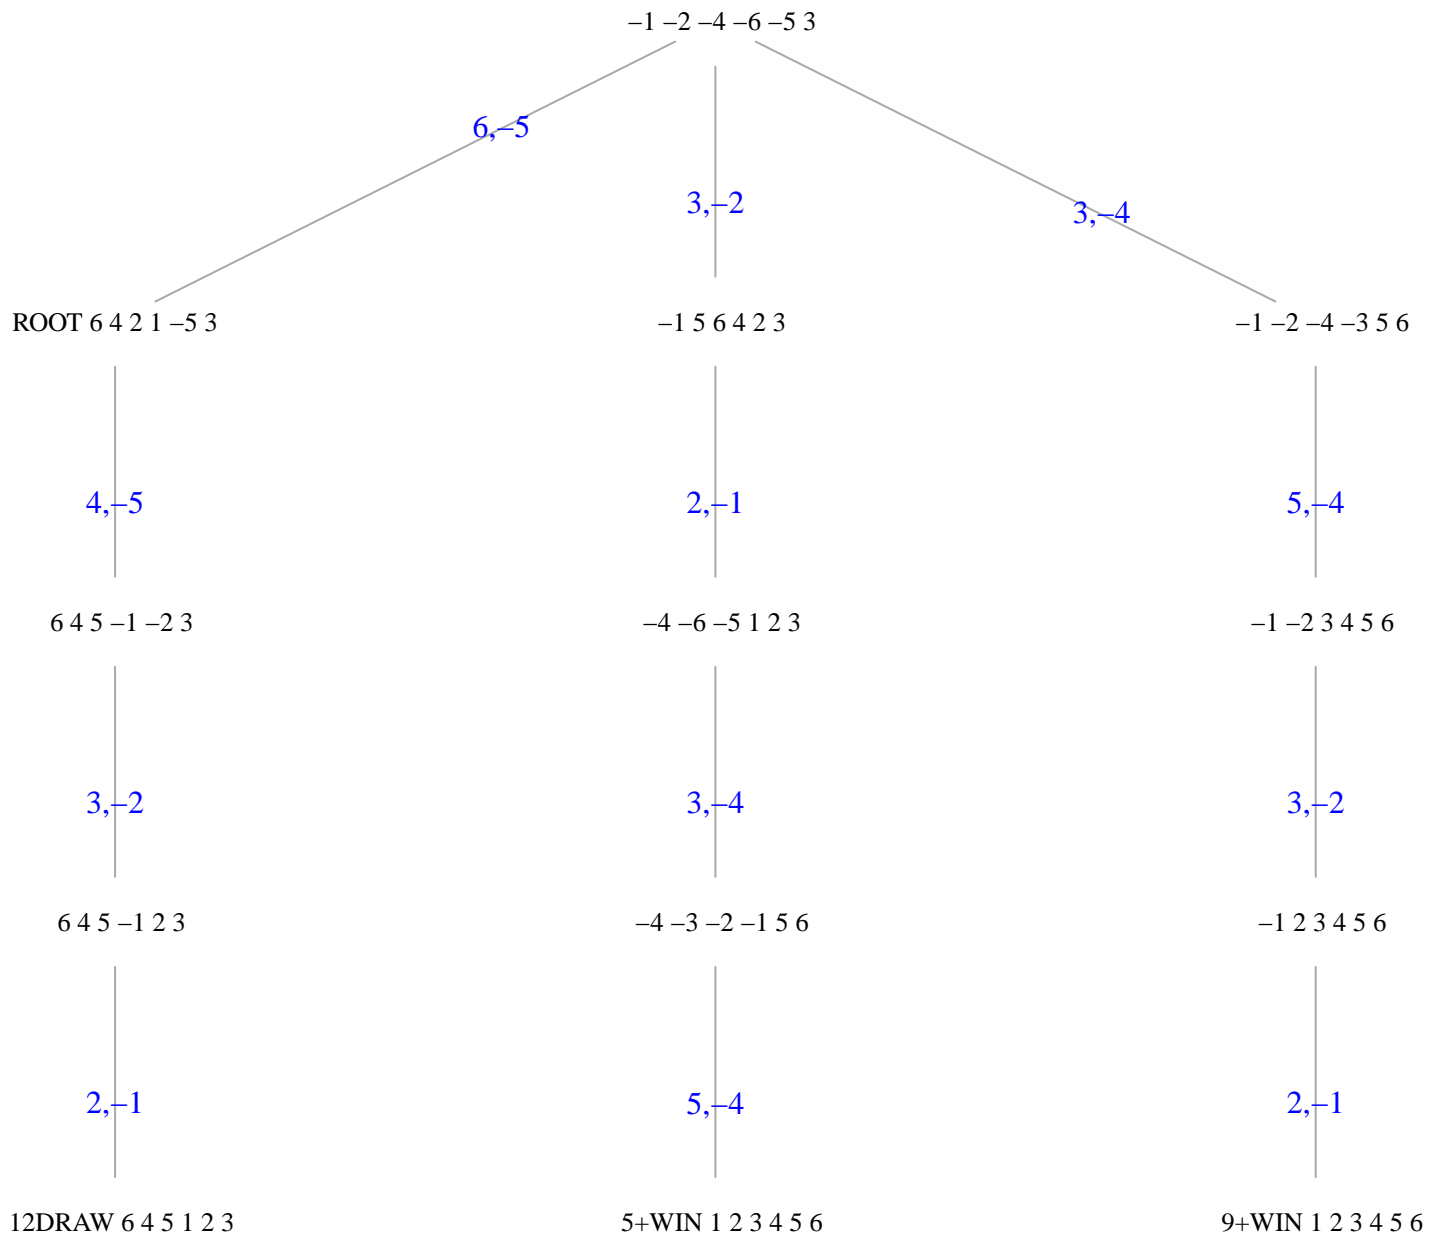 –1 –2 –4 –6 –5 3
6,–5
3,–2
3,–4
ROOT 6 4 2 1 –5 3
–1 5 6 4 2 3
–1 –2 –4 –3 5 6
4,–5
2,–1
5,–4
6 4 5 –1 –2 3
–4 –6 –5 1 2 3
–1 –2 3 4 5 6
3,–2
3,–4
3,–2
6 4 5 –1 2 3
–4 –3 –2 –1 5 6
–1 2 3 4 5 6
2,–1
5,–4
2,–1
12DRAW 6 4 5 1 2 3
5+WIN 1 2 3 4 5 6
9+WIN 1 2 3 4 5 6